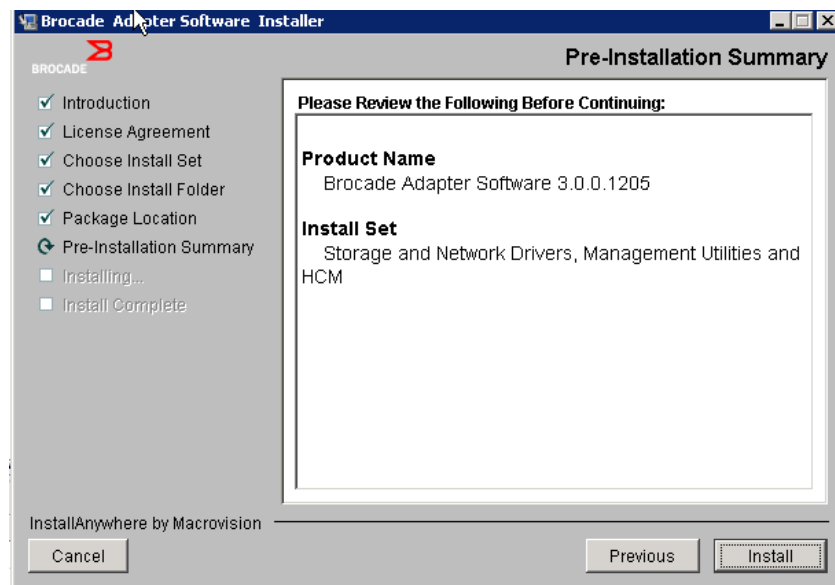 Brocade Adapter Software Installer
BROCADE
Pre-Installation Summary
Introduction
License Agreement
Choose Install Set
Choose Install Folder
Package Location
Pre-Installation Summary
Installing...
Install Complete
Please Review the Following Before Continuing:
Product Name
Brocade Adapter Software 3.0.0.1205
Install Set
Storage and Network Drivers, Management Utilities and
HCM
InstallAnywhere by Macrovision
Cancel
Previous
Install